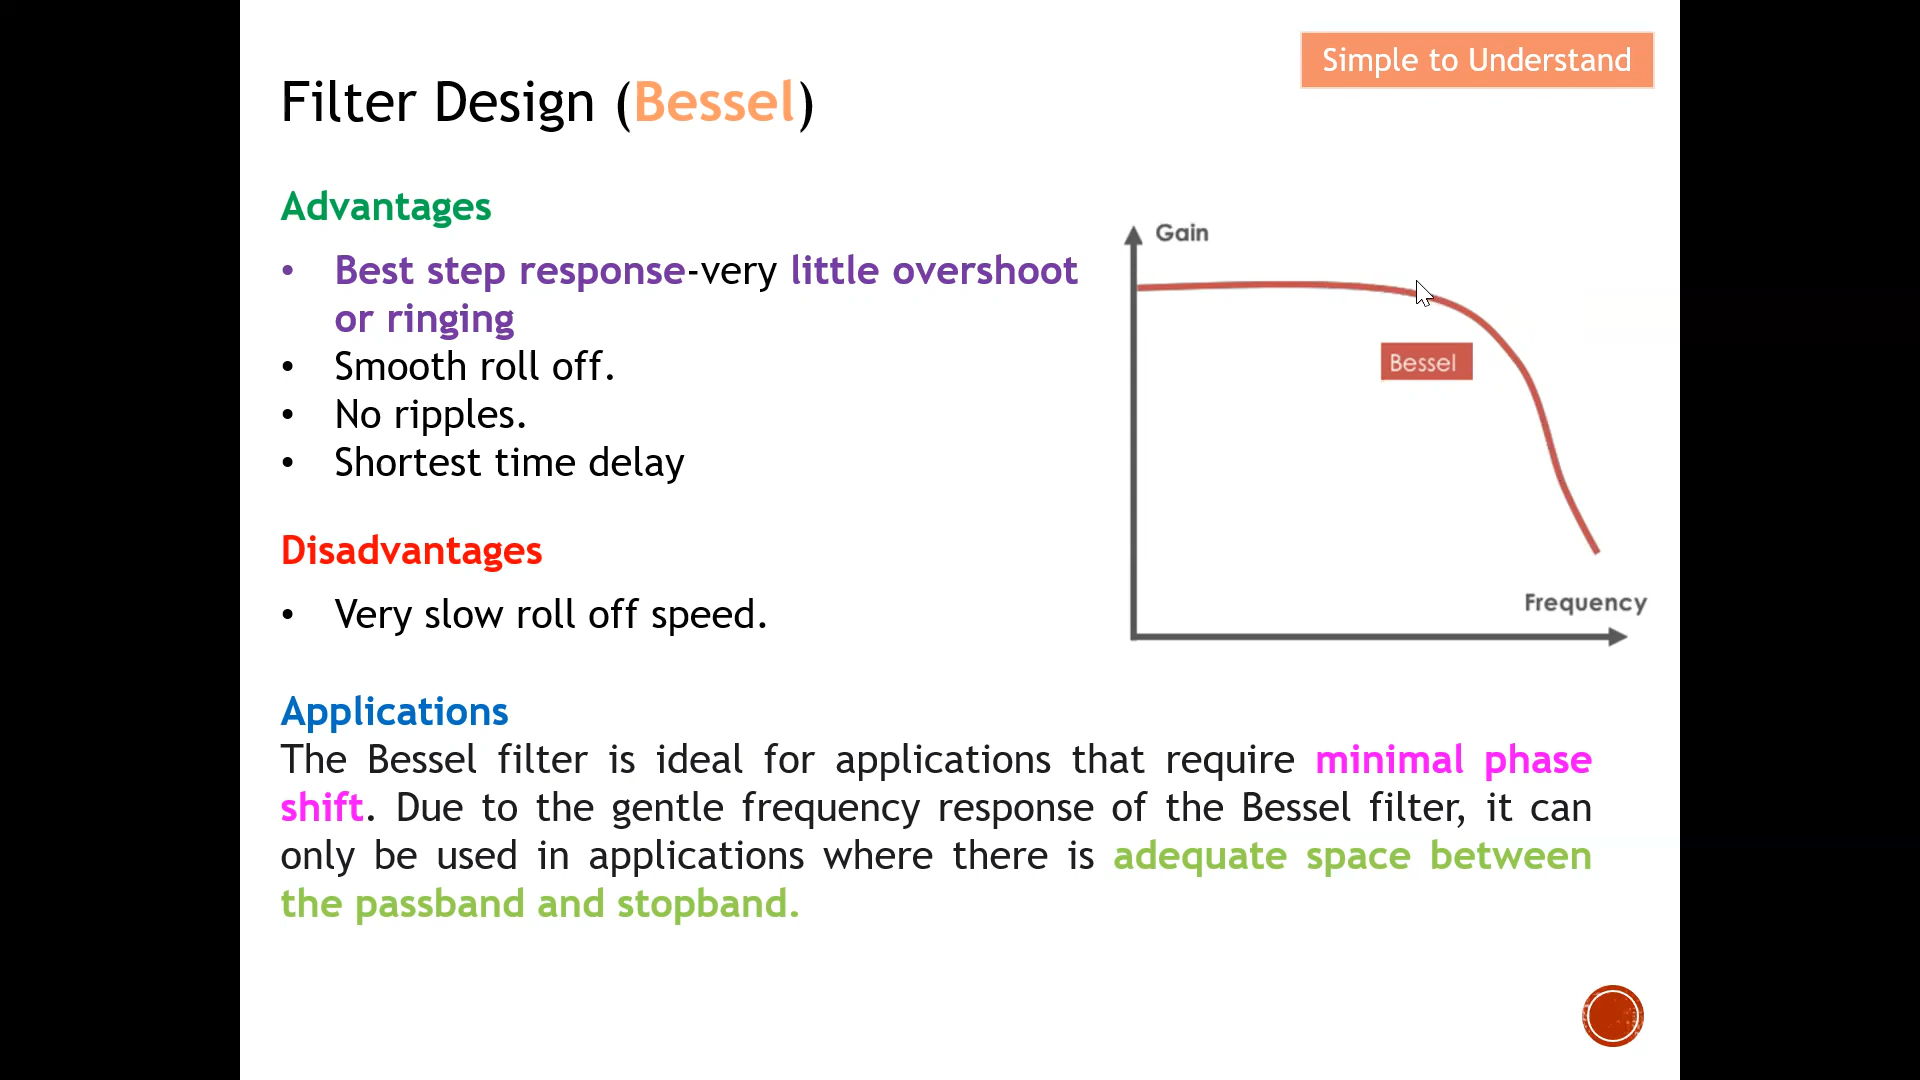 Simple to Understand
Filter Design (Bessel)
Advantages
• Best step response-very little overshoot
or ringing
• Smooth roll off.
• No ripples.
• Shortest time delay
Disadvantages
• Very slow roll off speed.
Applications
The Bessel filter is ideal for applications that require minimal phase
shift. Due to the gentle frequency response of the Bessel filter, it can
only be used in applications where there is adequate space between
the passband and stopband.
Gain
Bessel
Frequency